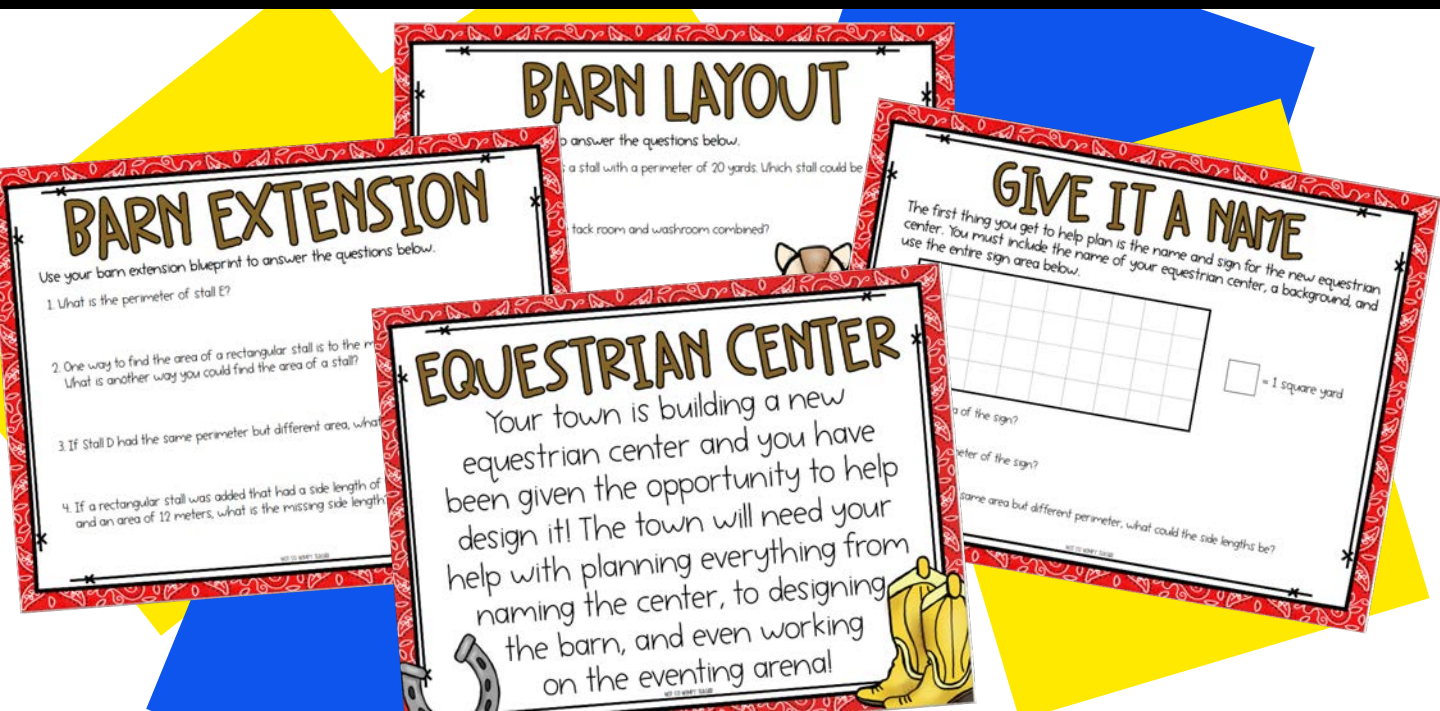 BARN LAYOUT
answer the questions below.
a stall with a perimeter of 20 yards. Which stall could be
tack room and washroom combined?
BARN EXTENSION
Use your barn extension blueprint to answer the questions below.
1. What is the perimeter of stall E?
2. One way to find the area of a rectangular stall is to the
What is another way you could find the area of a stall?
3. If Stall D had the same perimeter but different area, what
4. If a rectangular stall was added that had a side length of
and an area of 12 meters, what is the missing side length
GIVE IT A NAME
The first thing you get to help plan is the name and sign for the new equestrian
center. You must include the name of your equestrian center, a background, and
use the entire sign area below.
= 1 square yard
of the sign?
of the sign?
same area but different perimeter, what could the side lengths be?
EQUESTRIAN CENTER
Your town is building a new
equestrian center and you have
been given the opportunity to help
design it! The town will need your
help with planning everything from
naming the center, to designing
the barn, and even working
on the eventing arena!